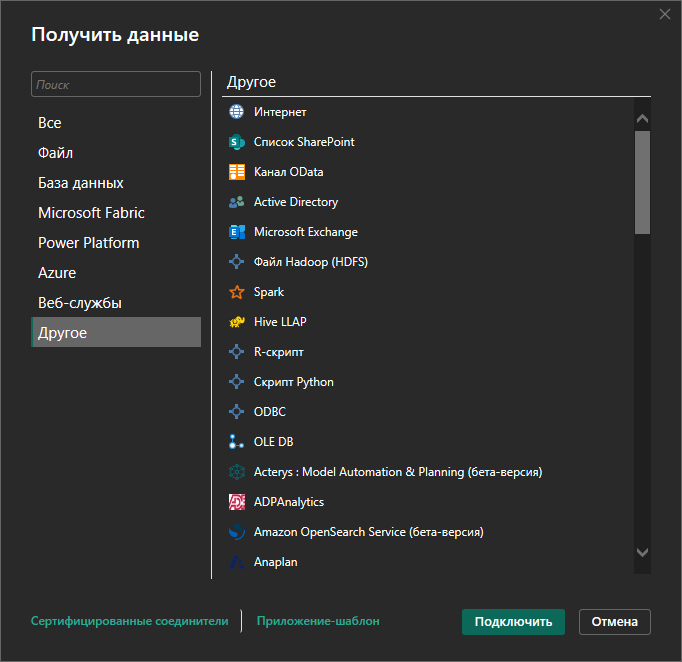 Получить данные
Поиск
Все
Файл
База данных
Microsoft Fabric
Power Platform
Azure
Веб-службы
Другое
Другое
Интернет
Список SharePoint
Канал OData
Active Directory
Microsoft Exchange
Файл Hadoop (HDFS)
Spark
Hive LLAP
R-скрипт
Скрипт Python
ODBC
OLE DB
Acterys : Model Automation & Planning (бета-версия)
ADPAnalytics
Amazon OpenSearch Service (бета-версия)
Anaplan
Сертифицированные соединители
Приложение-шаблон
Подключить
Отмена